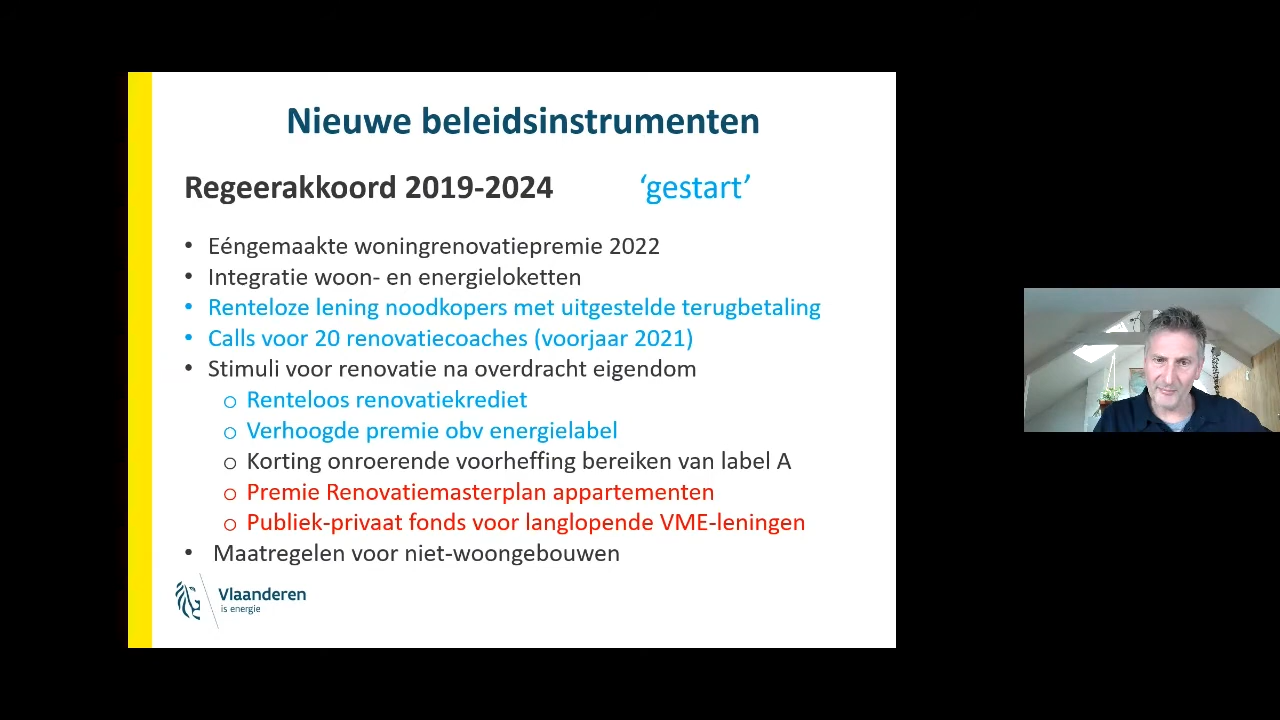 Nieuwe beleidsinstrumenten
Regeerakkoord 2019-2024 ‘gestart’
• Eéngemaakte woningrenovatiepremie 2022
• Integratie woon- en energieloketten
• Renteloze lening noodkopers met uitgestelde terugbetaling
• Calls voor 20 renovatiecoaches (voorjaar 2021)
• Stimuli voor renovatie na overdracht eigendom
o Renteloos renovatiekrediet
o Verhoogde premie obv energielabel
o Korting onroerende voorheffing bereiken van label A
o Premie Renovatiemasterplan appartementen
o Publiek-privaat fonds voor langlopende VME-leningen
• Maatregelen voor niet-woongebouwen
Vlaanderen
is energie